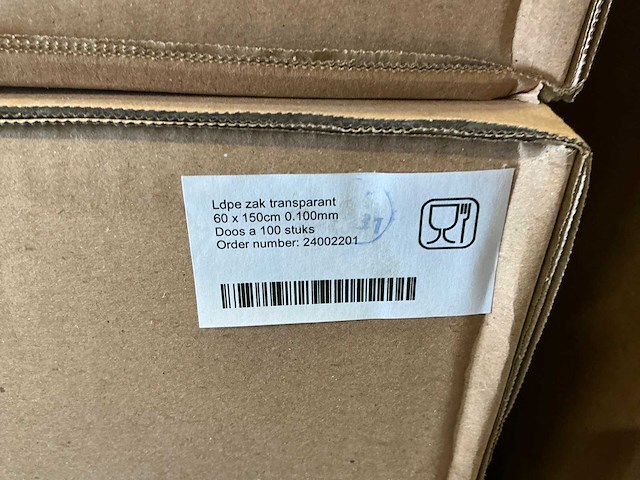 Ldpe zak transparant
60 x 150cm 0.100mm
Doos a 100 stuks
Order number: 24002201